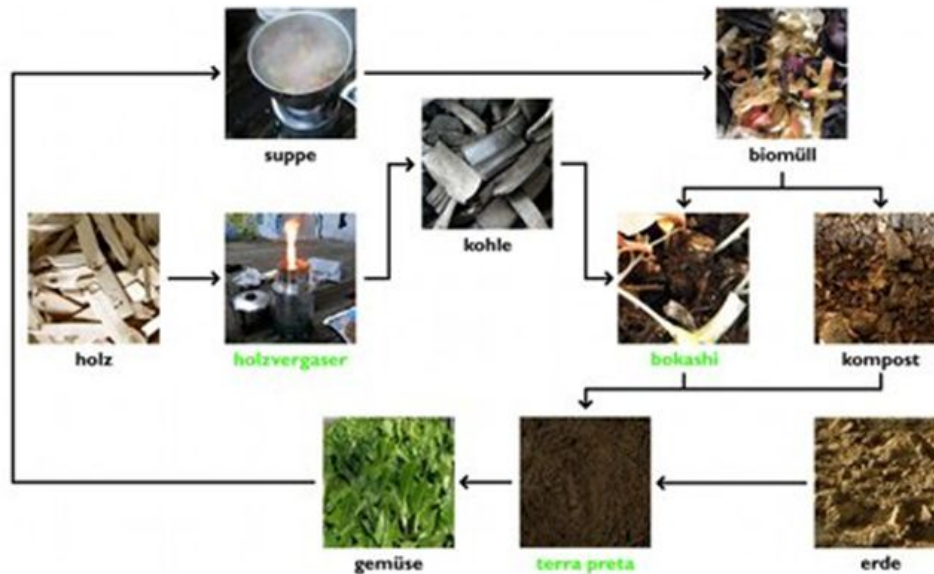 suppe
biomüll
kohle
holz
holzvergaser
bokashi
kompost
gemüse
terra preta
erde